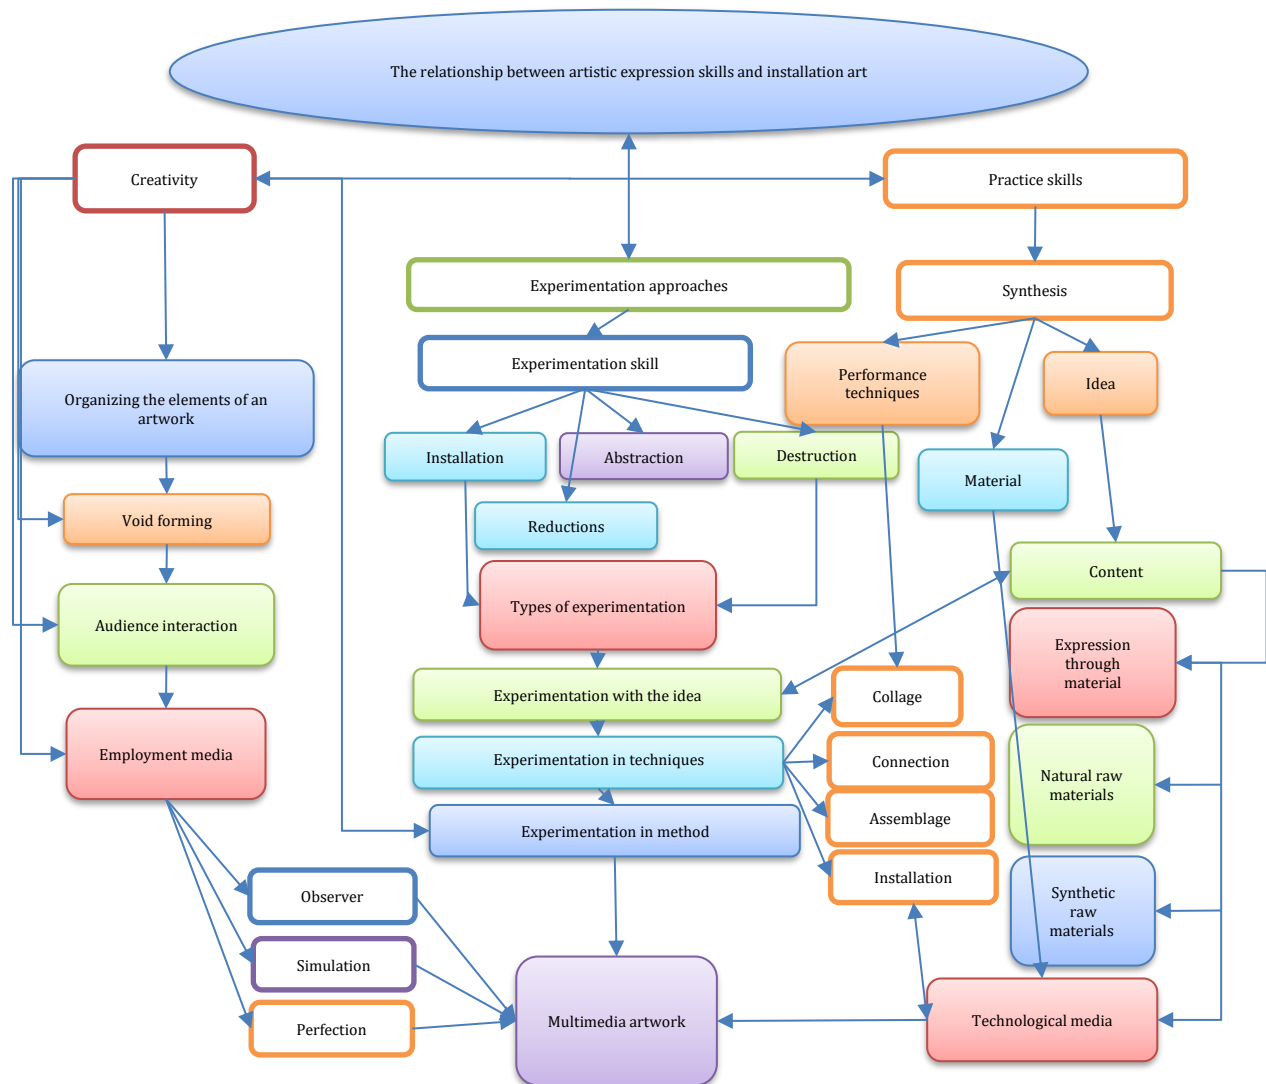 The relationship between artistic expression skills and installation art
Creativity
Practice skills
Experimentation approaches
Synthesis
Experimentation skill
Performance
techniques
Idea
Organizing the elements of an
artwork
Installation
Abstraction
Destruction
Material
Void forming
Reductions
Content
Types of experimentation
Audience interaction
Expression
through
material
Experimentation with the idea
Collage
Employment media
Experimentation in techniques
Connection
Natural raw
materials
Experimentation in method
Assemblage
Observer
Installation
Synthetic
raw
materials
Simulation
Perfection
Multimedia artwork
Technological media